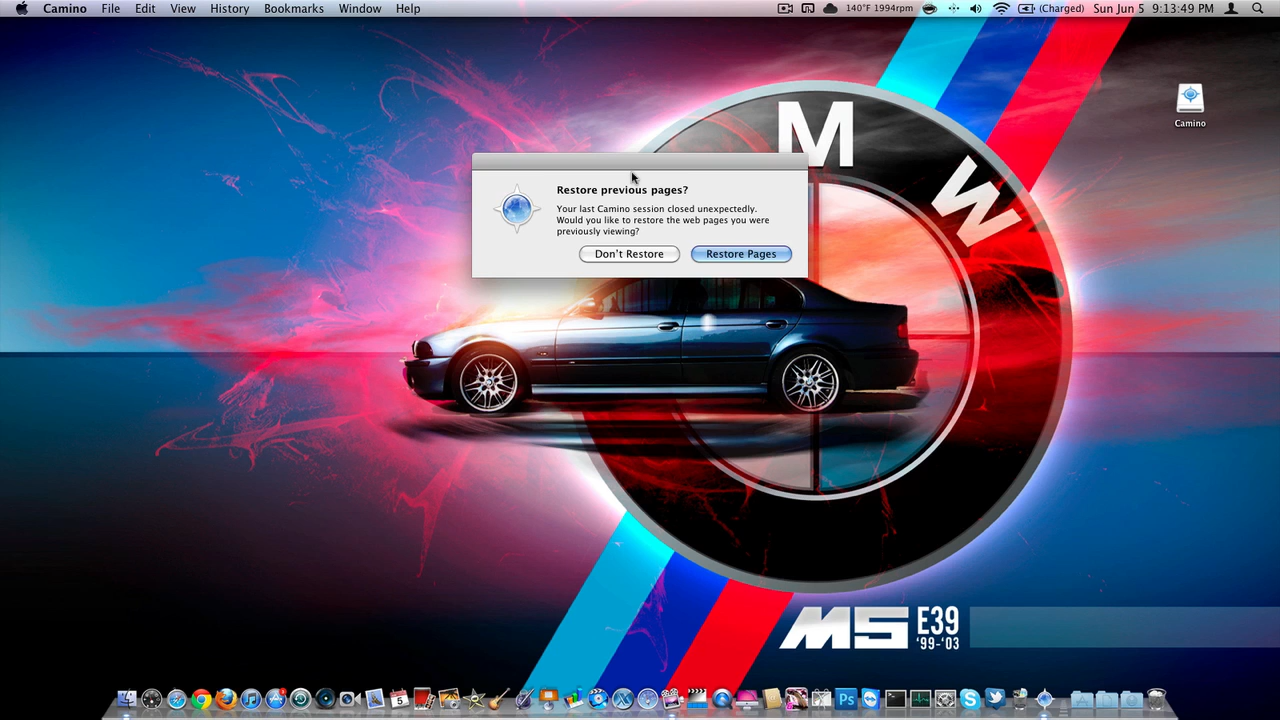 Camino File Edit View History Bookmarks Window Help 140°F 1994rpm (Charged) Sun Jun 5 9:13:49 PM
Camino
M
W
Restore previous pages?
Your last Camino session closed unexpectedly.
Would you like to restore the web pages you were
previously viewing?
Don't Restore Restore Pages
M5 E39
'99-'03
5
Ps